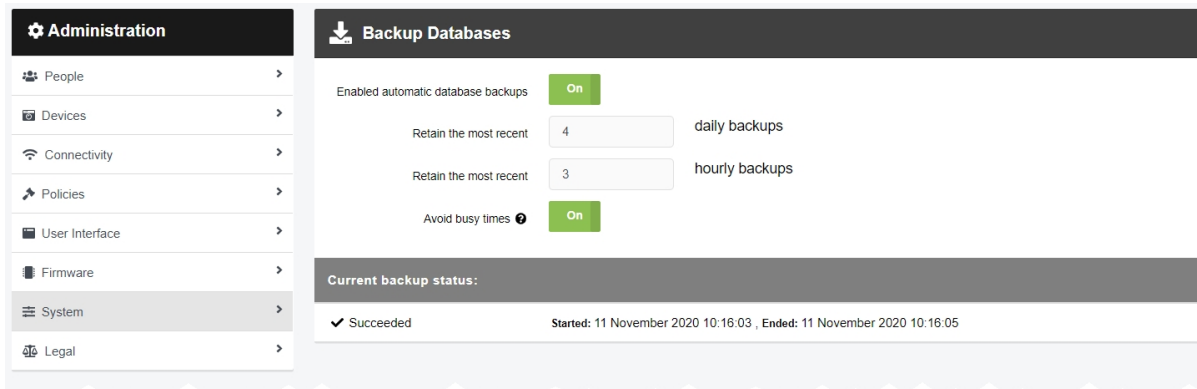 Administration
People
Devices
Connectivity
Policies
User Interface
Firmware
System
Legal
Backup Databases
Enabled automatic database backups On
Retain the most recent 4 daily backups
Retain the most recent 3 hourly backups
Avoid busy times ? On
Current backup status:
Succeeded Started: 11 November 2020 10:16:03 , Ended: 11 November 2020 10:16:05